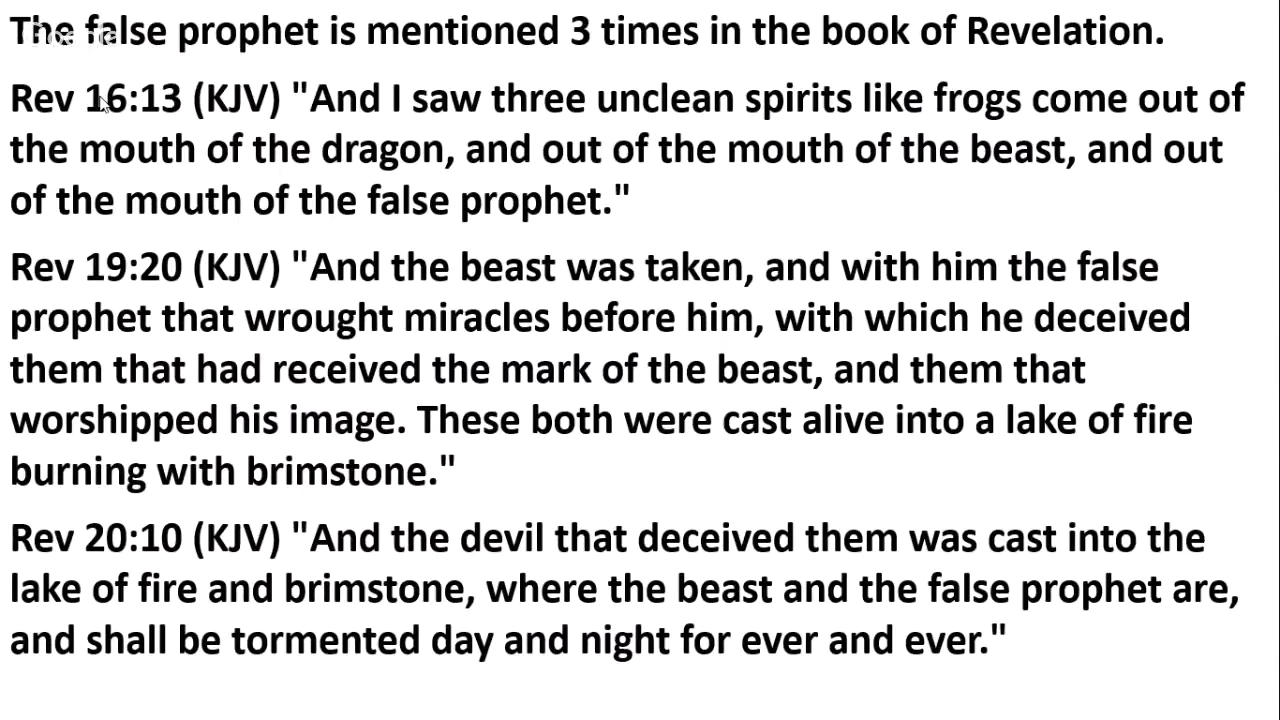 The false prophet is mentioned 3 times in the book of Revelation.
Rev 16:13 (KJV) "And I saw three unclean spirits like frogs come out of
the mouth of the dragon, and out of the mouth of the beast, and out
of the mouth of the false prophet."
Rev 19:20 (KJV) "And the beast was taken, and with him the false
prophet that wrought miracles before him, with which he deceived
them that had received the mark of the beast, and them that
worshipped his image. These both were cast alive into a lake of fire
burning with brimstone."
Rev 20:10 (KJV) "And the devil that deceived them was cast into the
lake of fire and brimstone, where the beast and the false prophet are,
and shall be tormented day and night for ever and ever."